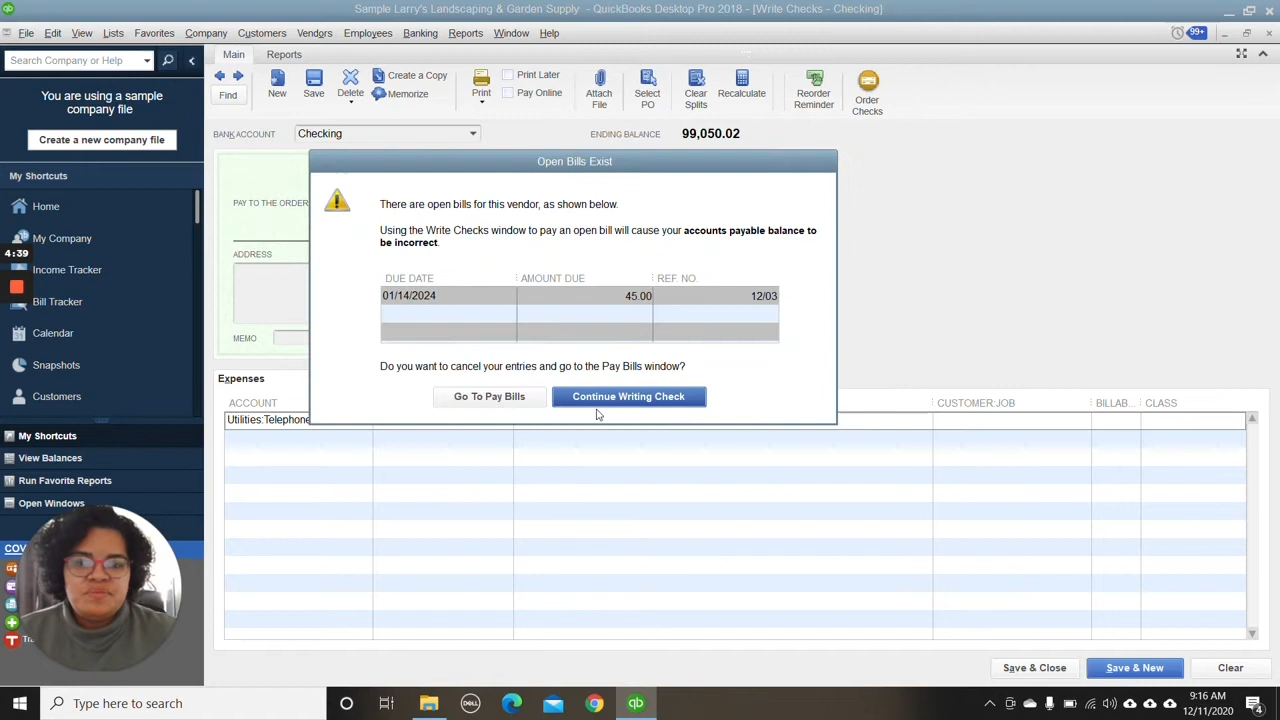 Sample Larry's Landscaping & Garden Supply - QuickBooks Desktop Pro 2018 - [Write Checks - Checking]
File Edit View Lists Favorites Company Customers Vendors Employees Banking Reports Window Help
99+
Search Company or Help
Main Reports
You are using a sample
company file
Create a new company file
Find
New
Save
Delete
Create a Copy
Memorize
Print
Print Later
Pay Online
Attach
File
Select
PO
Clear
Splits
Recalculate
Reorder
Reminder
Order
Checks
BANK ACCOUNT Checking ENDING BALANCE 99,050.02
My Shortcuts
Home
My Company
4:39
Income Tracker
Bill Tracker
Calendar
Snapshots
Customers
My Shortcuts
View Balances
Run Favorite Reports
Open Windows
COV
Tr
PAY TO THE ORDER
ADDRESS
MEMO
Open Bills Exist
There are open bills for this vendor, as shown below.
Using the Write Checks window to pay an open bill will cause your accounts payable balance to
be incorrect.
DUE DATE AMOUNT DUE REF. NO.
01/14/2024 45.00 12/03
Do you want to cancel your entries and go to the Pay Bills window?
Go To Pay Bills Continue Writing Check
Expenses
ACCOUNT CUSTOMER:JOB BILLAB... CLASS
Utilities:Telephone
Save & Close Save & New Clear
Type here to search
DELL
9:16 AM
12/11/2020
4